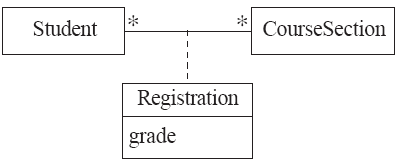 Student
*
*
CourseSection
Registration
grade